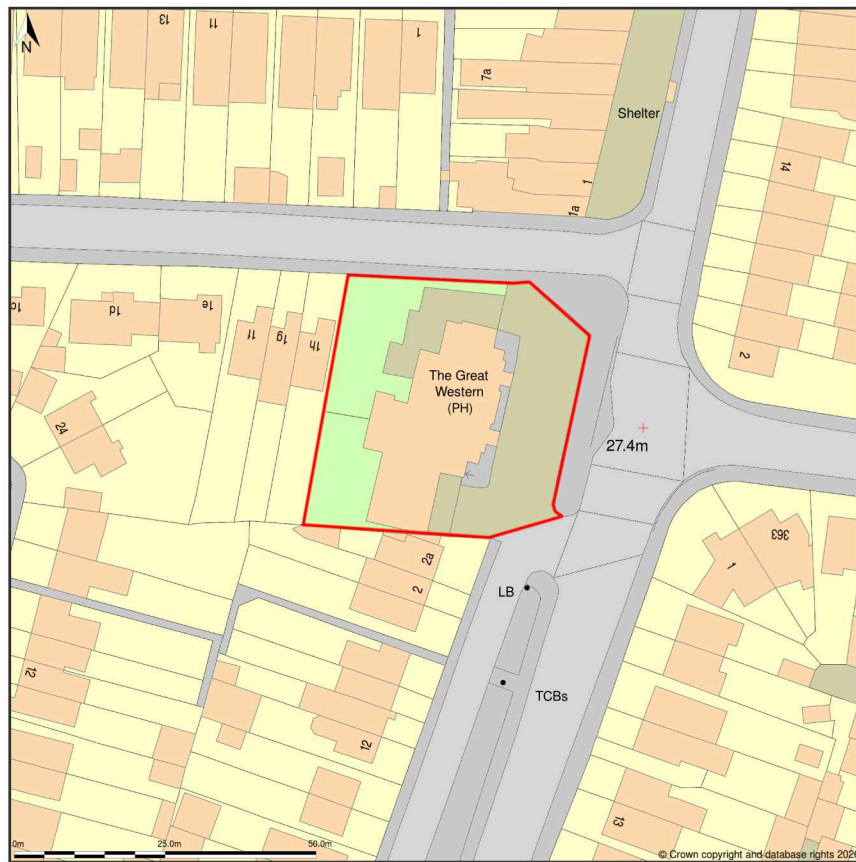 N
13
11
1
7a
Shelter
1
1a
14
2
1c
1d
1e
1f
1g
1h
The Great
Western
(PH)
27.4m
24
2a
2
363
1
LB
TCBs
12
12
13
0m
25.0m
50.0m
© Crown copyright and database rights 2026